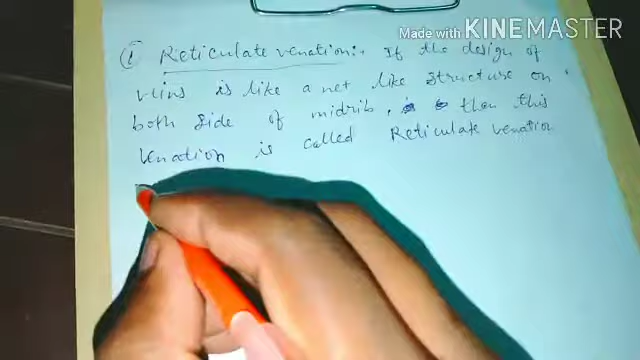 Made with KINEMASTER
① Reticulate venation:- If the design of
veins is like a net like structure on
both side of midrib, then this
Venation is called Reticulate venation